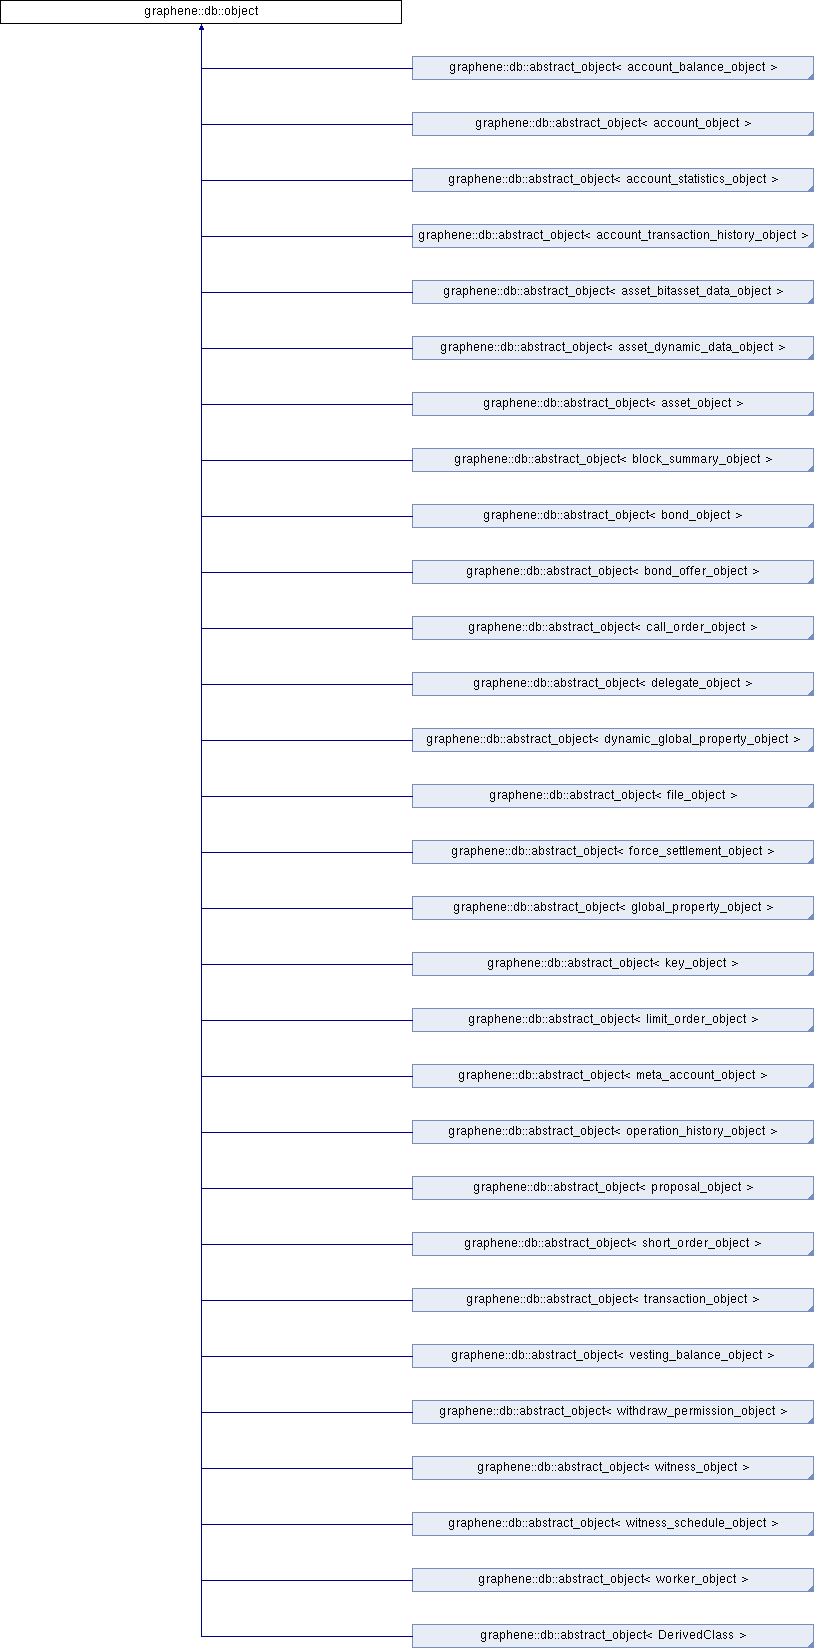 graphene::db::object
graphene::db::abstract_object< account_balance_object >
graphene::db::abstract_object< account_object >
graphene::db::abstract_object< account_statistics_object >
graphene::db::abstract_object< account_transaction_history_object >
graphene::db::abstract_object< asset_bitasset_data_object >
graphene::db::abstract_object< asset_dynamic_data_object >
graphene::db::abstract_object< asset_object >
graphene::db::abstract_object< block_summary_object >
graphene::db::abstract_object< bond_object >
graphene::db::abstract_object< bond_offer_object >
graphene::db::abstract_object< call_order_object >
graphene::db::abstract_object< delegate_object >
graphene::db::abstract_object< dynamic_global_property_object >
graphene::db::abstract_object< file_object >
graphene::db::abstract_object< force_settlement_object >
graphene::db::abstract_object< global_property_object >
graphene::db::abstract_object< key_object >
graphene::db::abstract_object< limit_order_object >
graphene::db::abstract_object< meta_account_object >
graphene::db::abstract_object< operation_history_object >
graphene::db::abstract_object< proposal_object >
graphene::db::abstract_object< short_order_object >
graphene::db::abstract_object< transaction_object >
graphene::db::abstract_object< vesting_balance_object >
graphene::db::abstract_object< withdraw_permission_object >
graphene::db::abstract_object< witness_object >
graphene::db::abstract_object< witness_schedule_object >
graphene::db::abstract_object< worker_object >
graphene::db::abstract_object< DerivedClass >